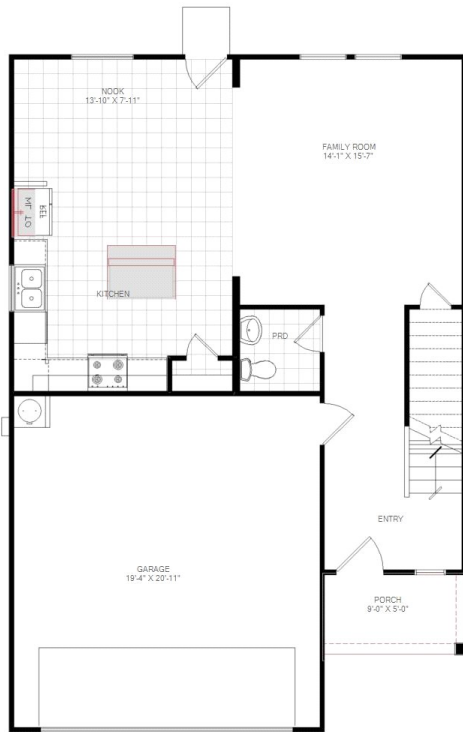 NOOK
13'-10" X 7'-11"
FAMILY ROOM
14'-1" X 15'-7"
REF
KITCHEN
PRD
ENTRY
GARAGE
19'-4" X 20'-11"
PORCH
9'-0" X 5'-0"